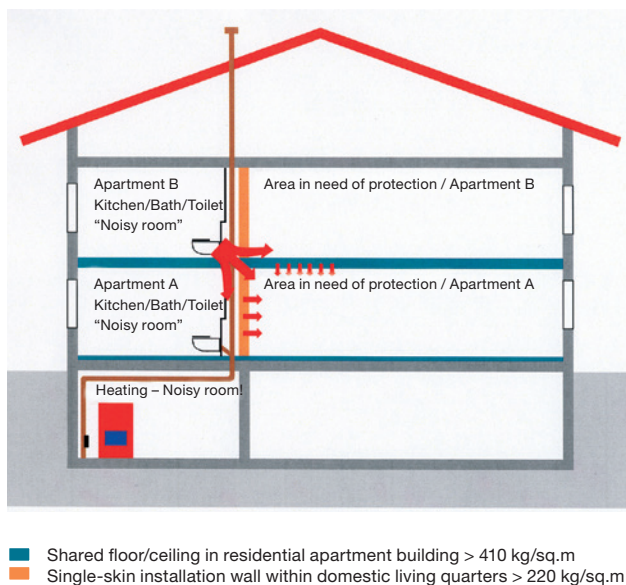 Apartment B
Kitchen/Bath/Toilet
"Noisy room"
Area in need of protection / Apartment B
Apartment A
Kitchen/Bath/Toilet
"Noisy room"
Area in need of protection / Apartment A
Heating – Noisy room!
Shared floor/ceiling in residential apartment building > 410 kg/sq.m
Single-skin installation wall within domestic living quarters > 220 kg/sq.m